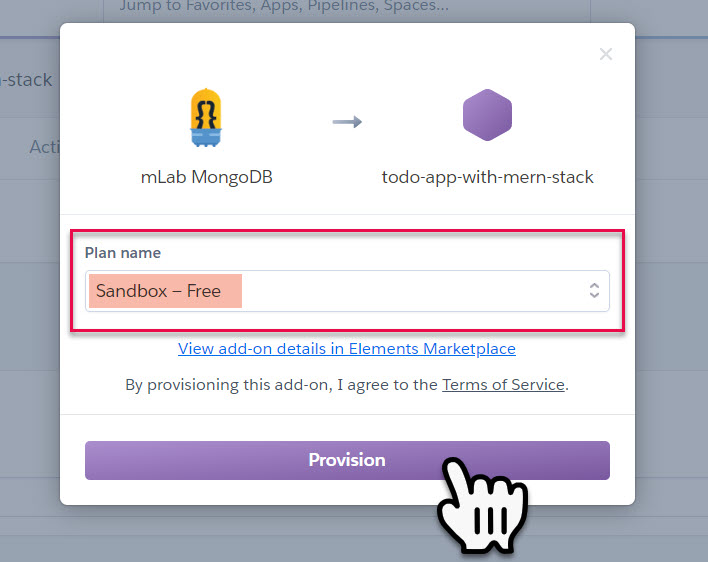 Jump to Favorites, Apps, Pipelines, Spaces...
-stack
Acti
mLab MongoDB
todo-app-with-mern-stack
Plan name
Sandbox – Free
View add-on details in Elements Marketplace
By provisioning this add-on, I agree to the Terms of Service.
Provision